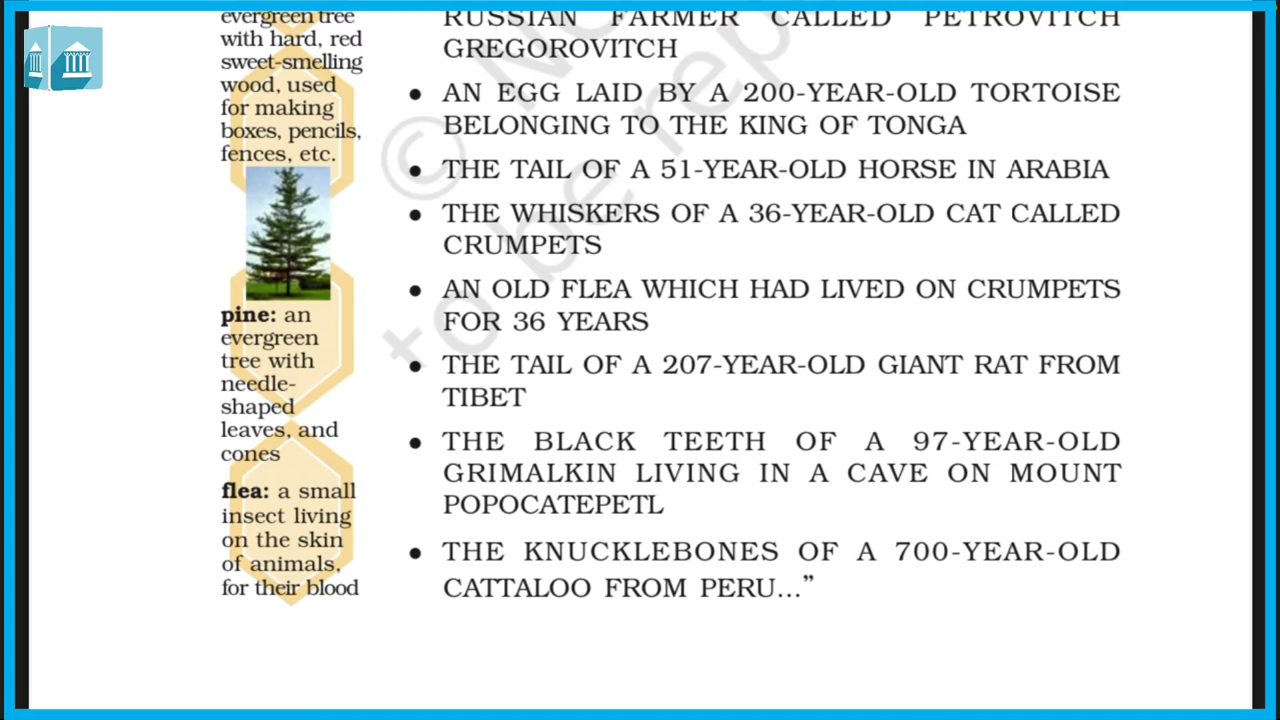 evergreen tree
with hard, red
sweet-smelling
wood, used
for making
boxes, pencils,
fences, etc.
pine: an
evergreen
tree with
needle-
shaped
leaves, and
cones
flea: a small
insect living
on the skin
of animals,
for their blood
RUSSIAN FARMER CALLED PETROVITCH
GREGOROVITCH
• AN EGG LAID BY A 200-YEAR-OLD TORTOISE
BELONGING TO THE KING OF TONGA
• THE TAIL OF A 51-YEAR-OLD HORSE IN ARABIA
• THE WHISKERS OF A 36-YEAR-OLD CAT CALLED
CRUMPETS
• AN OLD FLEA WHICH HAD LIVED ON CRUMPETS
FOR 36 YEARS
• THE TAIL OF A 207-YEAR-OLD GIANT RAT FROM
TIBET
• THE BLACK TEETH OF A 97-YEAR-OLD
GRIMALKIN LIVING IN A CAVE ON MOUNT
POPOCATEPETL
• THE KNUCKLEBONES OF A 700-YEAR-OLD
CATTALOO FROM PERU...”
© N
to be rep